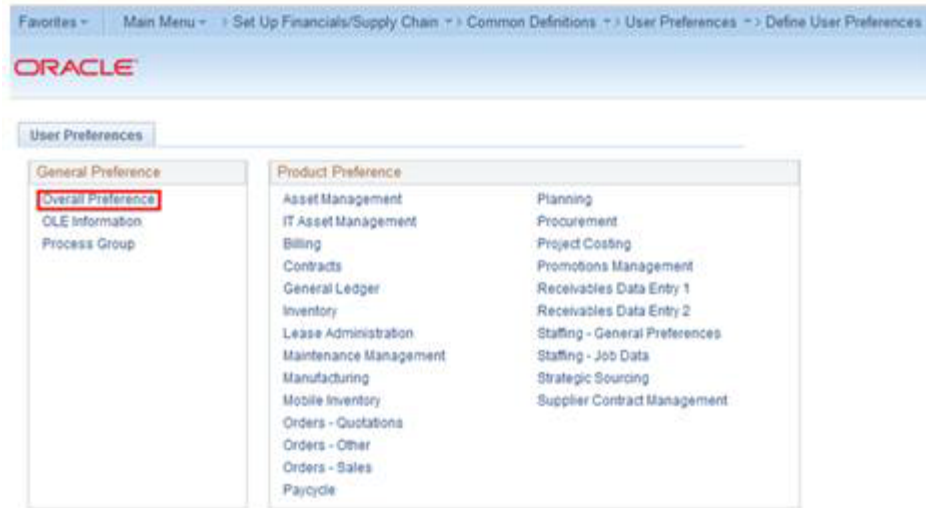 Favorites Main Menu > Set Up Financials/Supply Chain > Common Definitions > User Preferences > Define User Preferences
ORACLE
User Preferences
General Preference
Overall Preference
OLE Information
Process Group
Product Preference
Asset Management
IT Asset Management
Billing
Contracts
General Ledger
Inventory
Lease Administration
Maintenance Management
Manufacturing
Mobile Inventory
Orders - Quotations
Orders - Other
Orders - Sales
Paycycle
Planning
Procurement
Project Costing
Promotions Management
Receivables Data Entry 1
Receivables Data Entry 2
Staffing - General Preferences
Staffing - Job Data
Strategic Sourcing
Supplier Contract Management